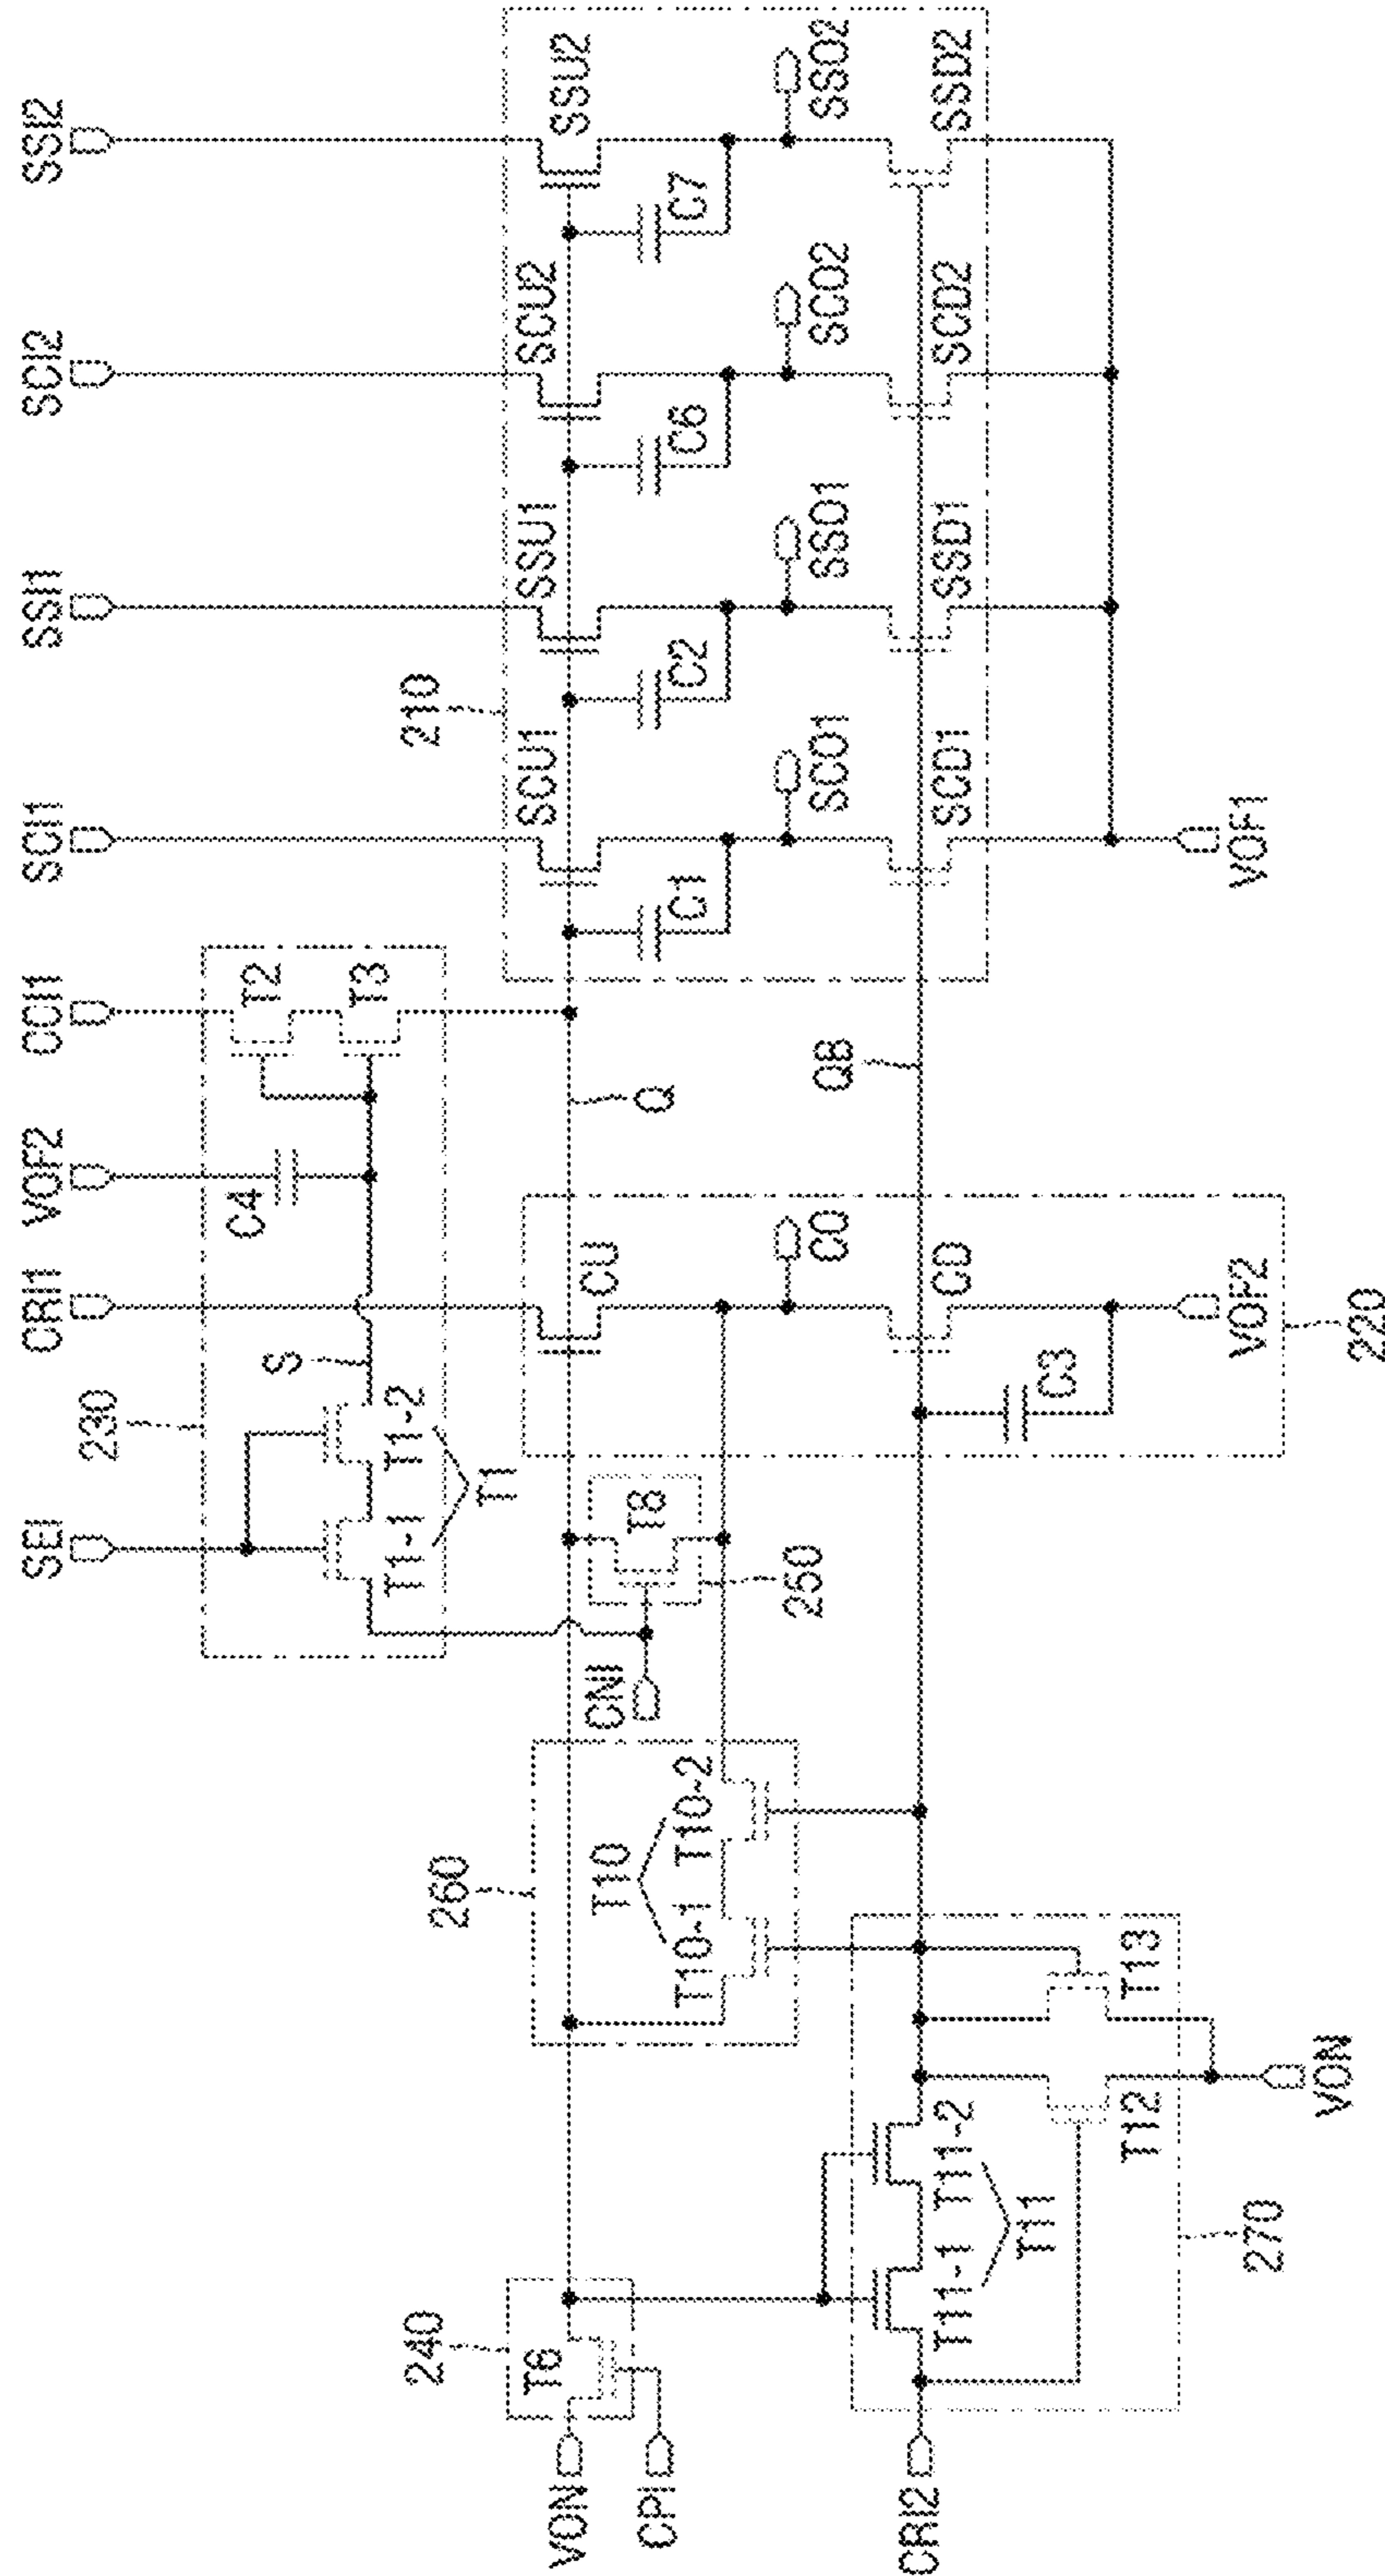 SEI
CRI1
VOF2
CCI1
SCI1
SSI1
SCI2
SSI2
230
C4
T2
T3
S
T1-1
T1-2
T1
210
SCU1
SSU1
SCU2
SSU2
240
260
VON
T6
CPI
T10
T10-1
T10-2
CNI
T8
250
CU
Q
C1
C2
C6
C7
CO
SCO1
SSO1
SCO2
SSO2
QB
CRI2
T11-1
T11-2
T11
T12
T13
270
VON
C3
CD
VOF2
220
SCD1
SSD1
SCD2
SSD2
VOF1